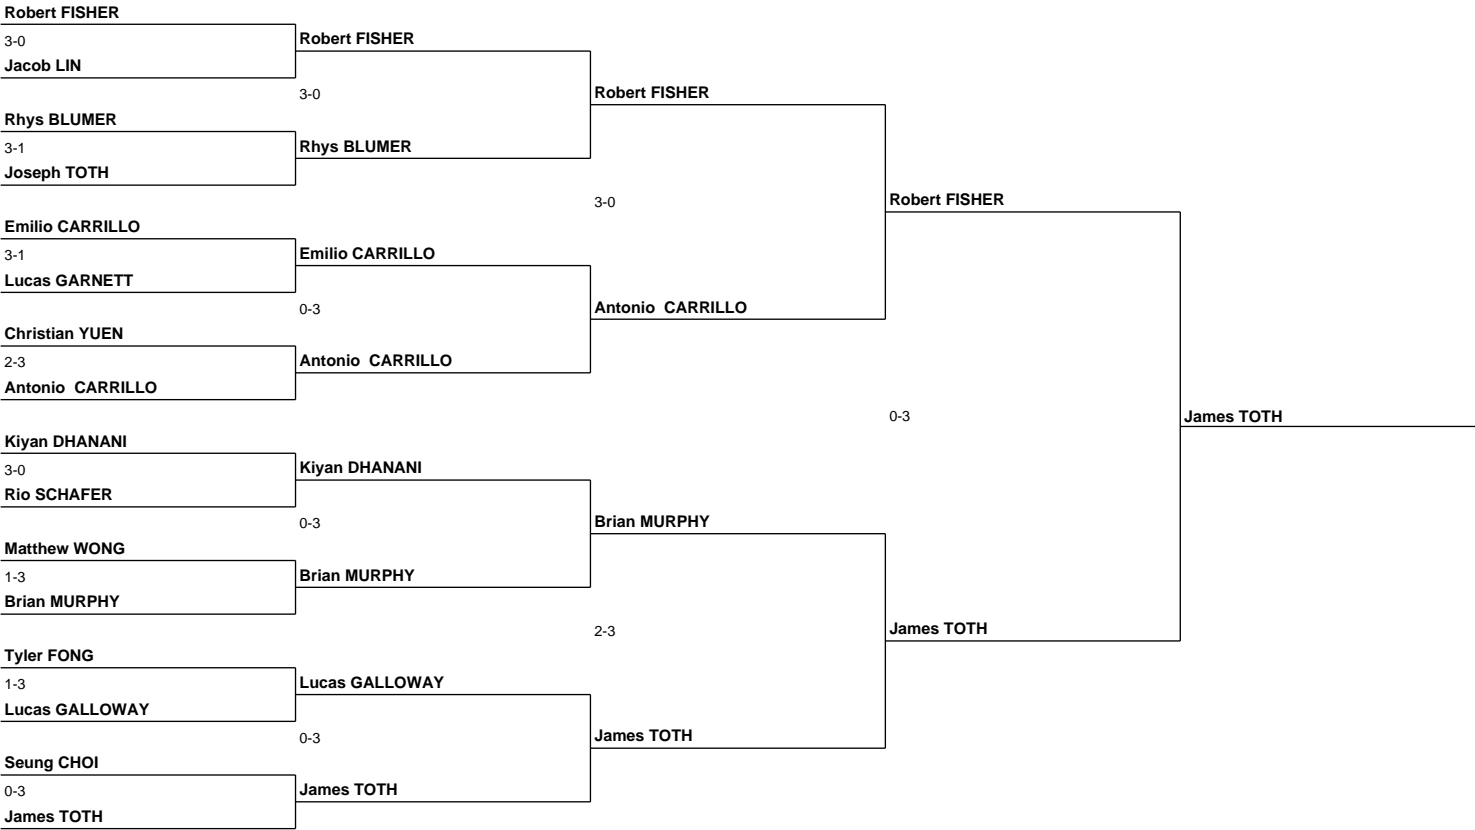 Robert FISHER
3-0
Jacob LIN
Rhys BLUMER
3-1
Joseph TOTH
Emilio CARRILLO
3-1
Lucas GARNETT
Christian YUEN
2-3
Antonio  CARRILLO
Kiyan DHANANI
3-0
Rio SCHAFER
Matthew WONG
1-3
Brian MURPHY
Tyler FONG
1-3
Lucas GALLOWAY
Seung CHOI
0-3
James TOTH
Robert FISHER
3-0
Rhys BLUMER
Emilio CARRILLO
0-3
Antonio  CARRILLO
Kiyan DHANANI
0-3
Brian MURPHY
Lucas GALLOWAY
0-3
James TOTH
Robert FISHER
3-0
Antonio  CARRILLO
Brian MURPHY
2-3
James TOTH
Robert FISHER
0-3
James TOTH
James TOTH